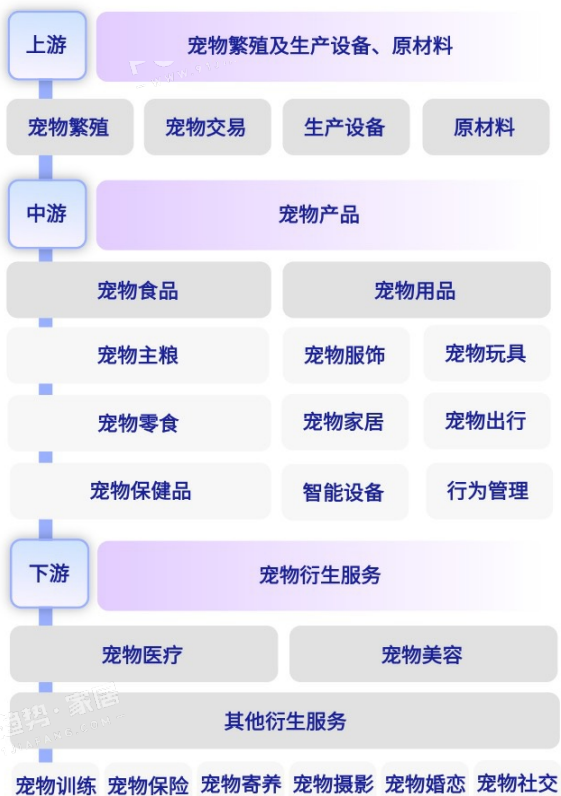 上游
宠物繁殖及生产设备、原材料
宠物繁殖 宠物交易 生产设备 原材料
中游
宠物产品
宠物食品 宠物用品
宠物主粮 宠物服饰 宠物玩具
宠物零食 宠物家居 宠物出行
宠物保健品 智能设备 行为管理
下游
宠物衍生服务
宠物医疗 宠物美容
其他衍生服务
宠物训练 宠物保险 宠物寄养 宠物摄影 宠物婚恋 宠物社交